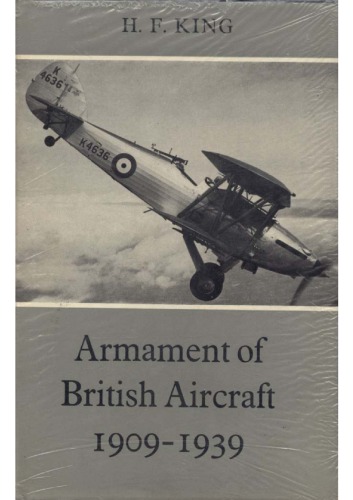 H. F. KING
K
4636
K4636
Armament of
British Aircraft
1909-1939